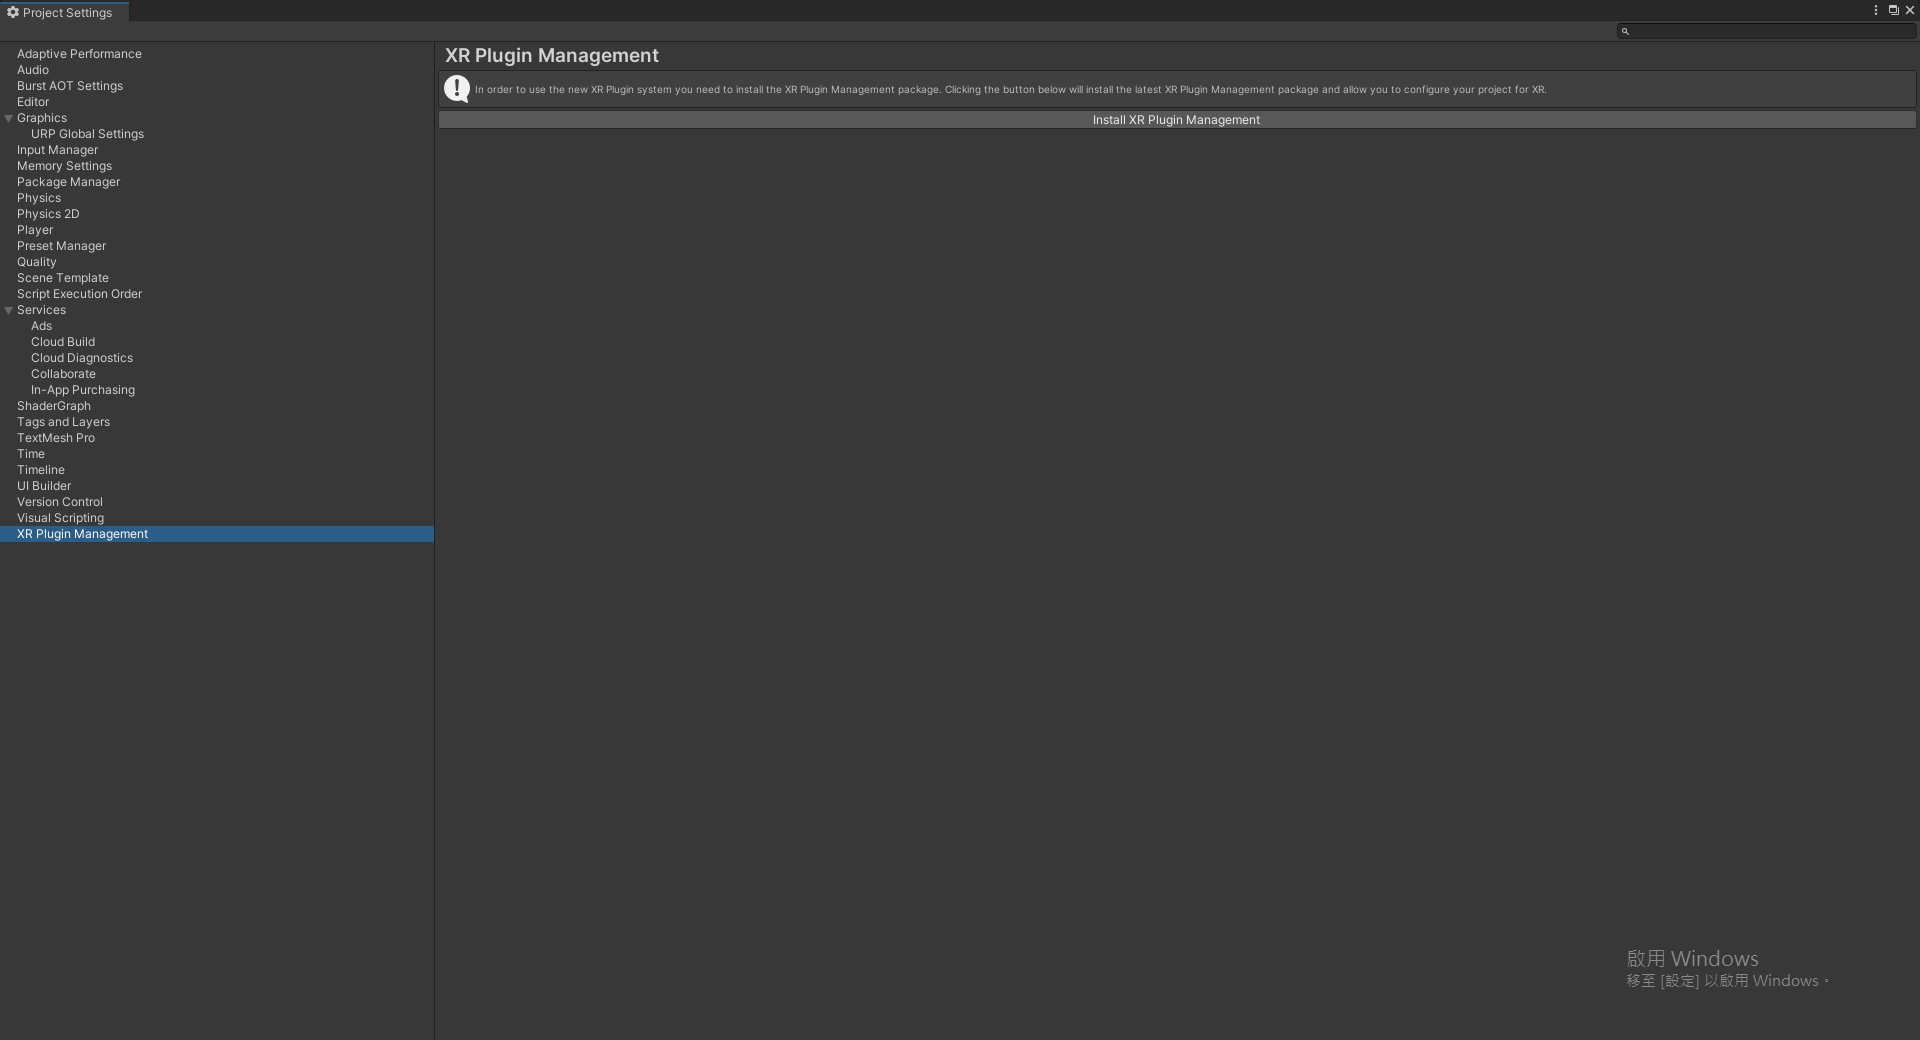 Project Settings
Adaptive Performance
Audio
Burst AOT Settings
Editor
Graphics
URP Global Settings
Input Manager
Memory Settings
Package Manager
Physics
Physics 2D
Player
Preset Manager
Quality
Scene Template
Script Execution Order
Services
Ads
Cloud Build
Cloud Diagnostics
Collaborate
In-App Purchasing
ShaderGraph
Tags and Layers
TextMesh Pro
Time
Timeline
UI Builder
Version Control
Visual Scripting
XR Plugin Management
XR Plugin Management
In order to use the new XR Plugin system you need to install the XR Plugin Management package. Clicking the button below will install the latest XR Plugin Management package and allow you to configure your project for XR.
Install XR Plugin Management
啟用 Windows
移至 [設定] 以啟用 Windows。